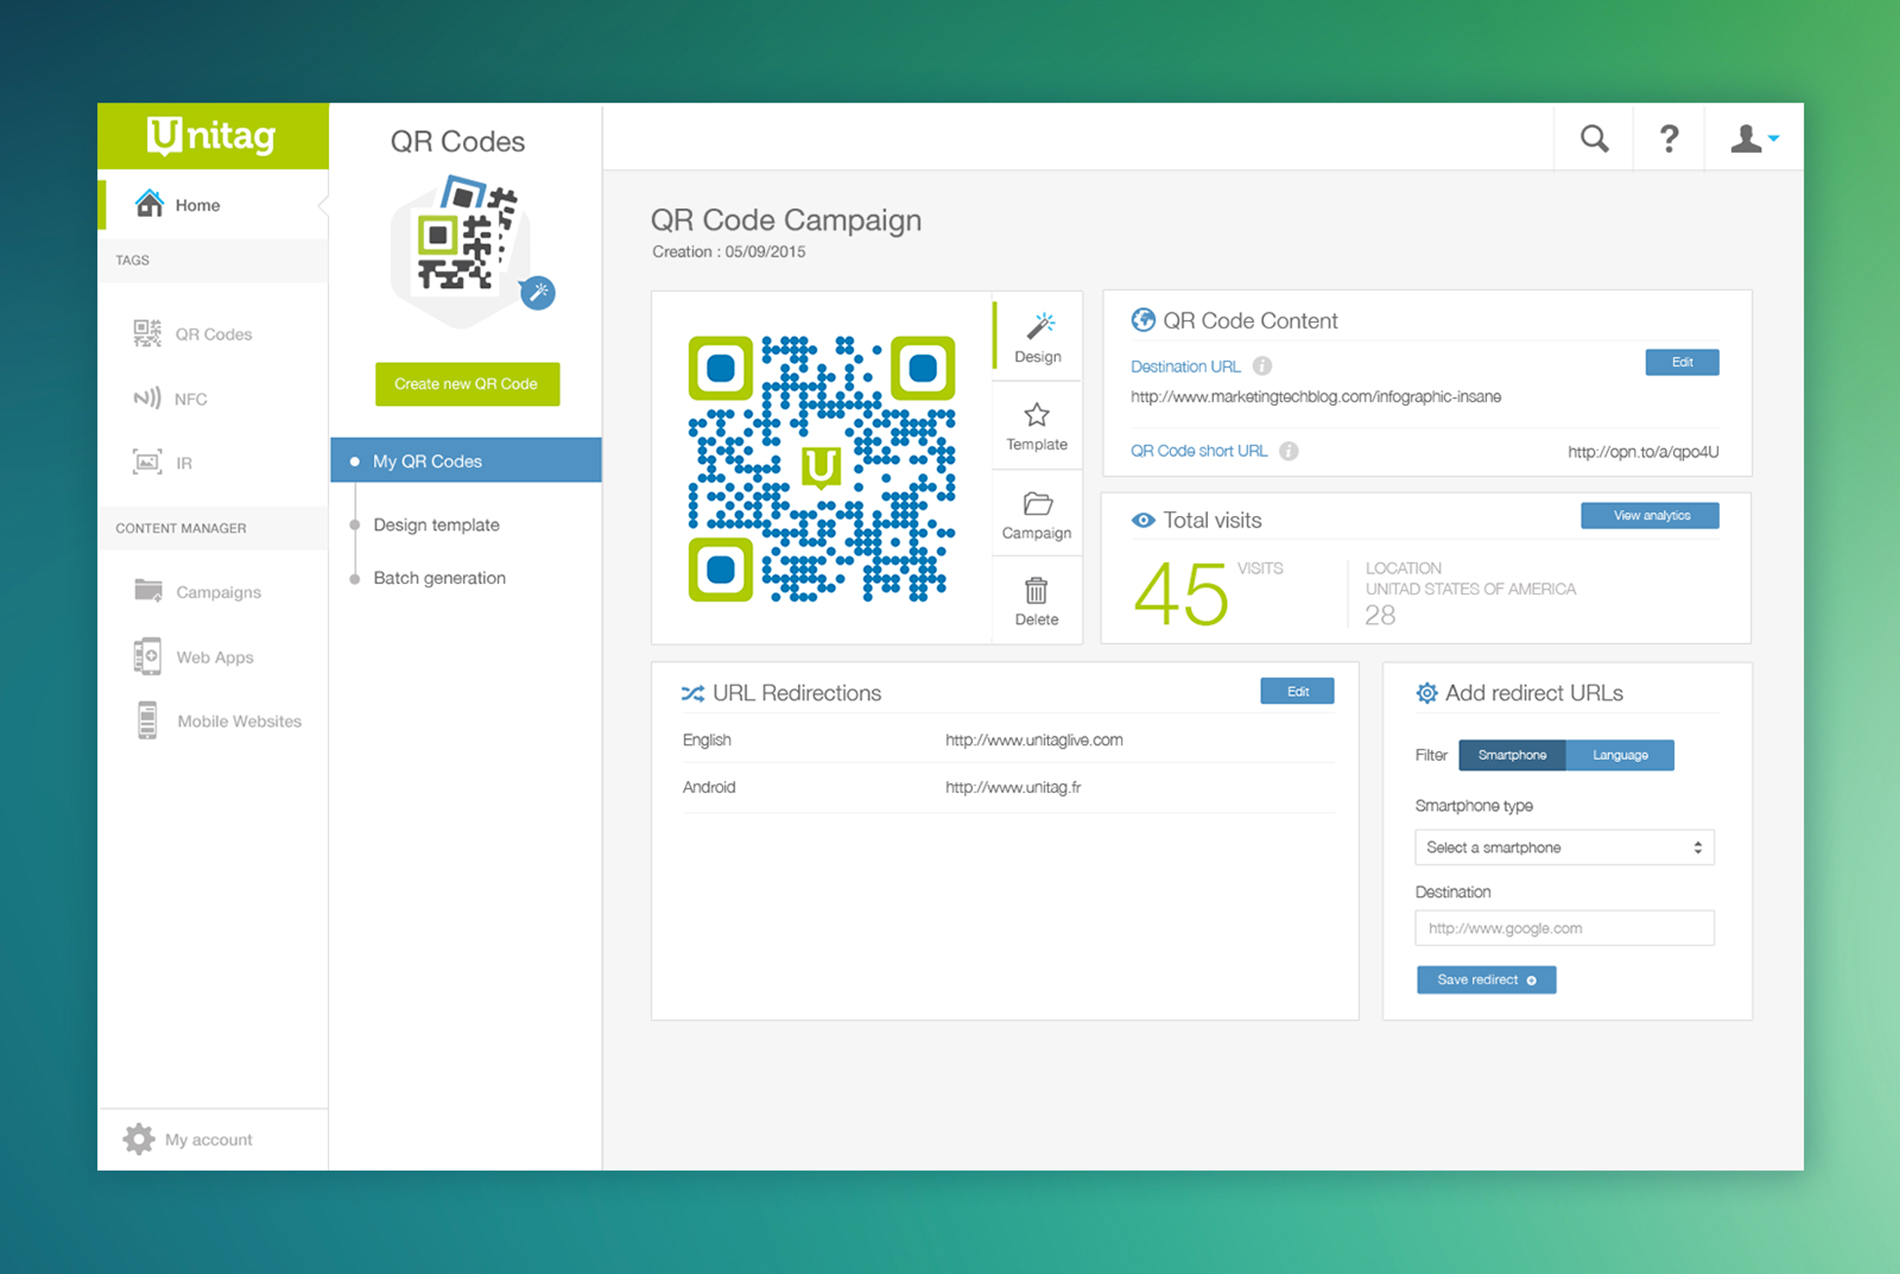 Unitag
Home
TAGS
QR Codes
NFC
IR
CONTENT MANAGER
Campaigns
Web Apps
Mobile Websites
My account
QR Codes
Create new QR Code
My QR Codes
Design template
Batch generation
?
QR Code Campaign
Creation : 05/09/2015
U
Design
Template
Campaign
Delete
QR Code Content
Destination URL i
Edit
http://www.marketingtechblog.com/infographic-insane
QR Code short URL i http://opn.to/a/qpo4U
Total visits
View analytics
45 VISITS
LOCATION
UNITAD STATES OF AMERICA
28
URL Redirections
Edit
English http://www.unitaglive.com
Android http://www.unitag.fr
Add redirect URLs
Filter Smartphone Language
Smartphone type
Select a smartphone
Destination
http://www.google.com
Save redirect